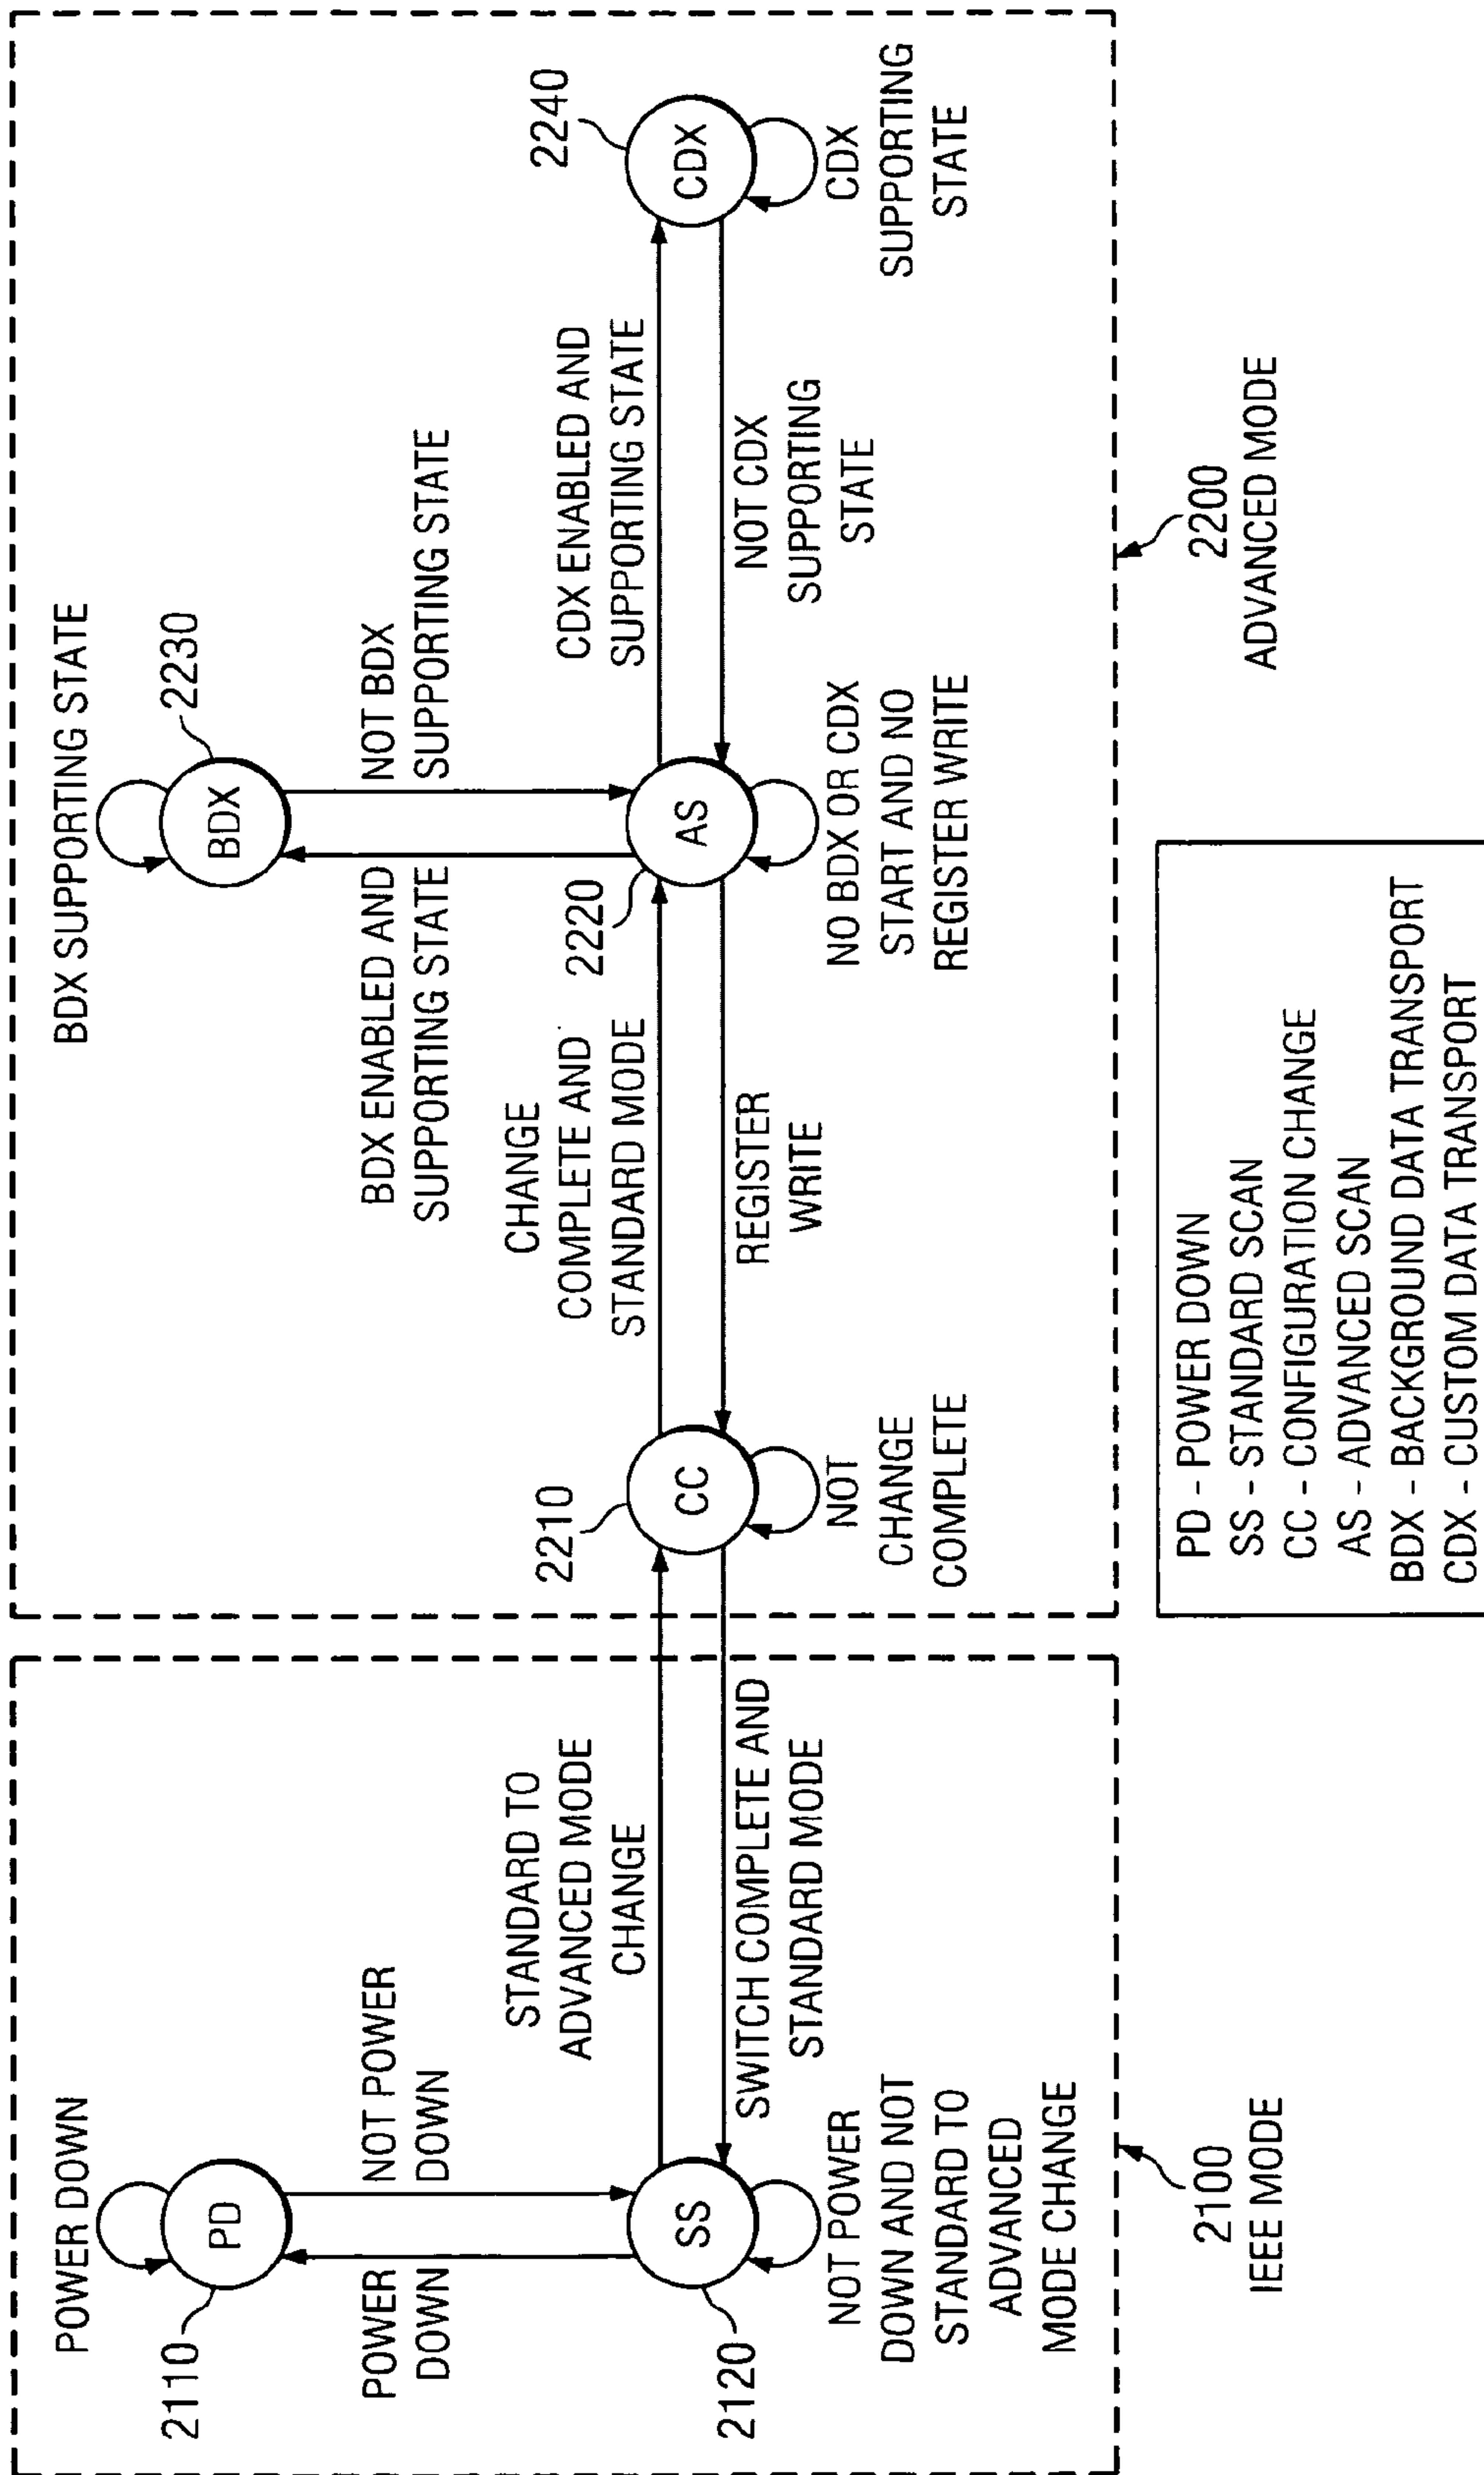 POWER DOWN
2110
PD
POWER
DOWN
NOT POWER
DOWN
2120
SS
NOT POWER
DOWN AND NOT
STANDARD TO
ADVANCED
MODE CHANGE
STANDARD TO
ADVANCED MODE
CHANGE
SWITCH COMPLETE AND
STANDARD MODE
2100
IEEE MODE
2210
CC
NOT
CHANGE
COMPLETE
CHANGE
COMPLETE AND
STANDARD MODE
REGISTER
WRITE
BDX SUPPORTING STATE
BDX
2230
BDX ENABLED AND
SUPPORTING STATE
NOT BDX
SUPPORTING STATE
2220
AS
NO BDX OR CDX
START AND NO
REGISTER WRITE
CDX ENABLED AND
SUPPORTING STATE
NOT CDX
SUPPORTING
STATE
2240
CDX
CDX
SUPPORTING
STATE
2200
ADVANCED MODE
PD - POWER DOWN
SS - STANDARD SCAN
CC - CONFIGURATION CHANGE
AS - ADVANCED SCAN
BDX - BACKGROUND DATA TRANSPORT
CDX - CUSTOM DATA TRANSPORT